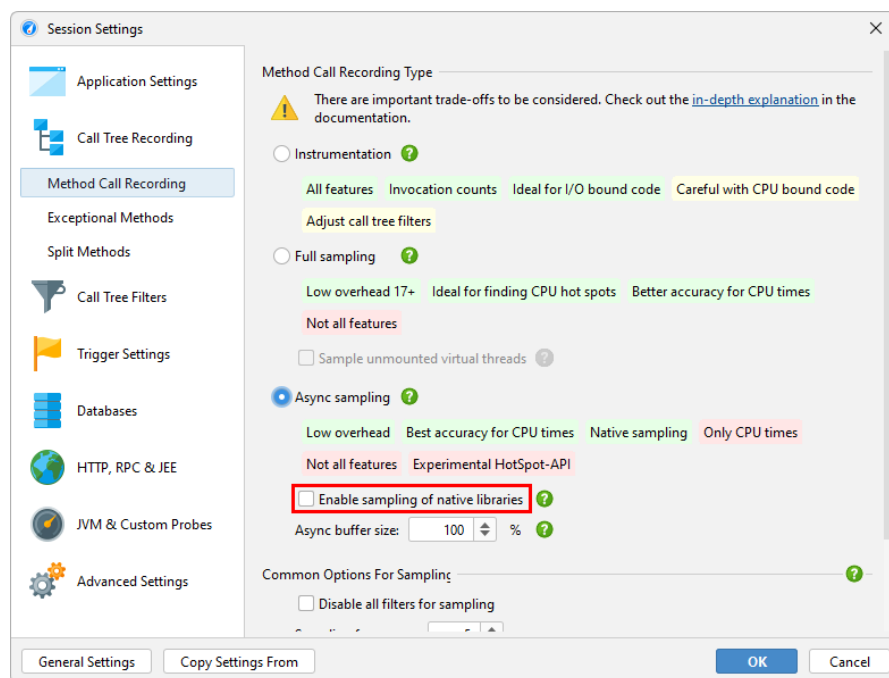 Session Settings
Application Settings
Call Tree Recording
Method Call Recording
Exceptional Methods
Split Methods
Call Tree Filters
Trigger Settings
Databases
HTTP, RPC & JEE
JVM & Custom Probes
Advanced Settings
Method Call Recording Type
There are important trade-offs to be considered. Check out the in-depth explanation in the
documentation.
Instrumentation
All features Invocation counts Ideal for I/O bound code Careful with CPU bound code
Adjust call tree filters
Full sampling
Low overhead 17+ Ideal for finding CPU hot spots Better accuracy for CPU times
Not all features
Sample unmounted virtual threads
Async sampling
Low overhead Best accuracy for CPU times Native sampling Only CPU times
Not all features Experimental HotSpot-API
Enable sampling of native libraries
Async buffer size: 100 %
Common Options For Sampling
Disable all filters for sampling
General Settings Copy Settings From OK Cancel